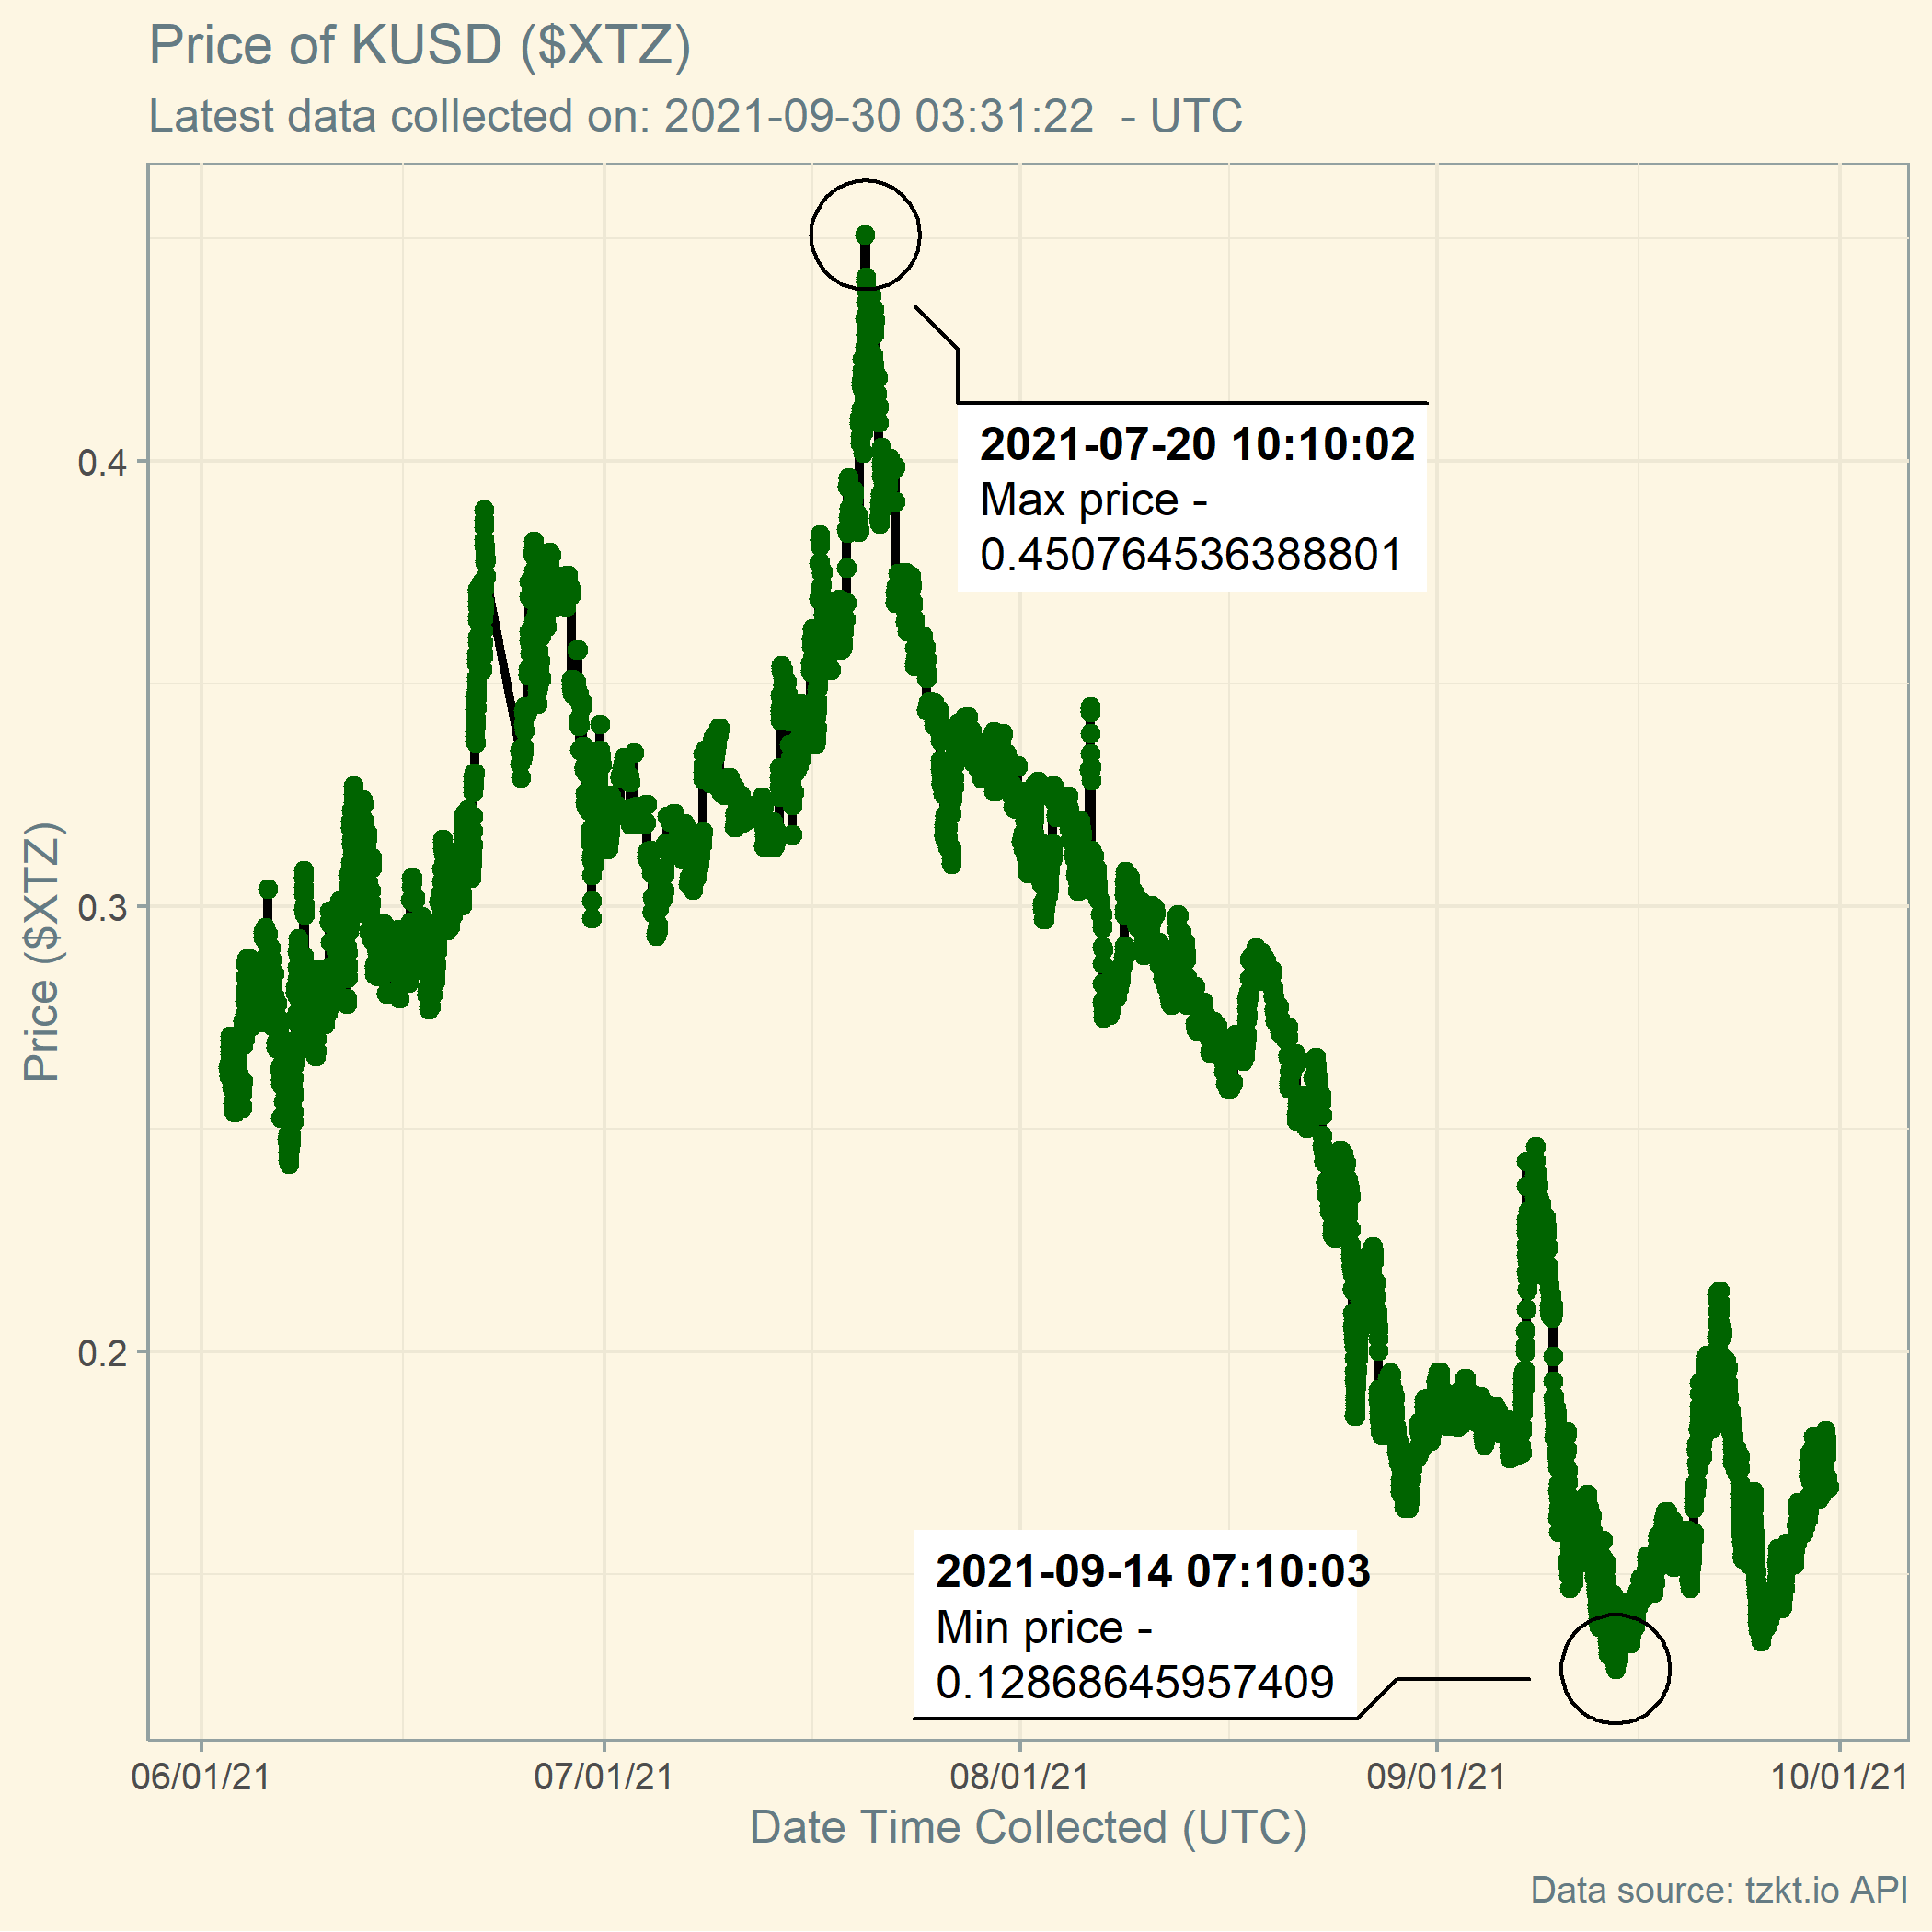 Price of KUSD ($XTZ)
Latest data collected on: 2021-09-30 03:31:22  - UTC
2021-07-20 10:10:02
Max price -
0.450764536388801
0.4
0.3
0.2
Price ($XTZ)
2021-09-14 07:10:03
Min price -
0.12868645957409
06/01/21
07/01/21
08/01/21
09/01/21
10/01/21
Date Time Collected (UTC)
Data source: tzkt.io API